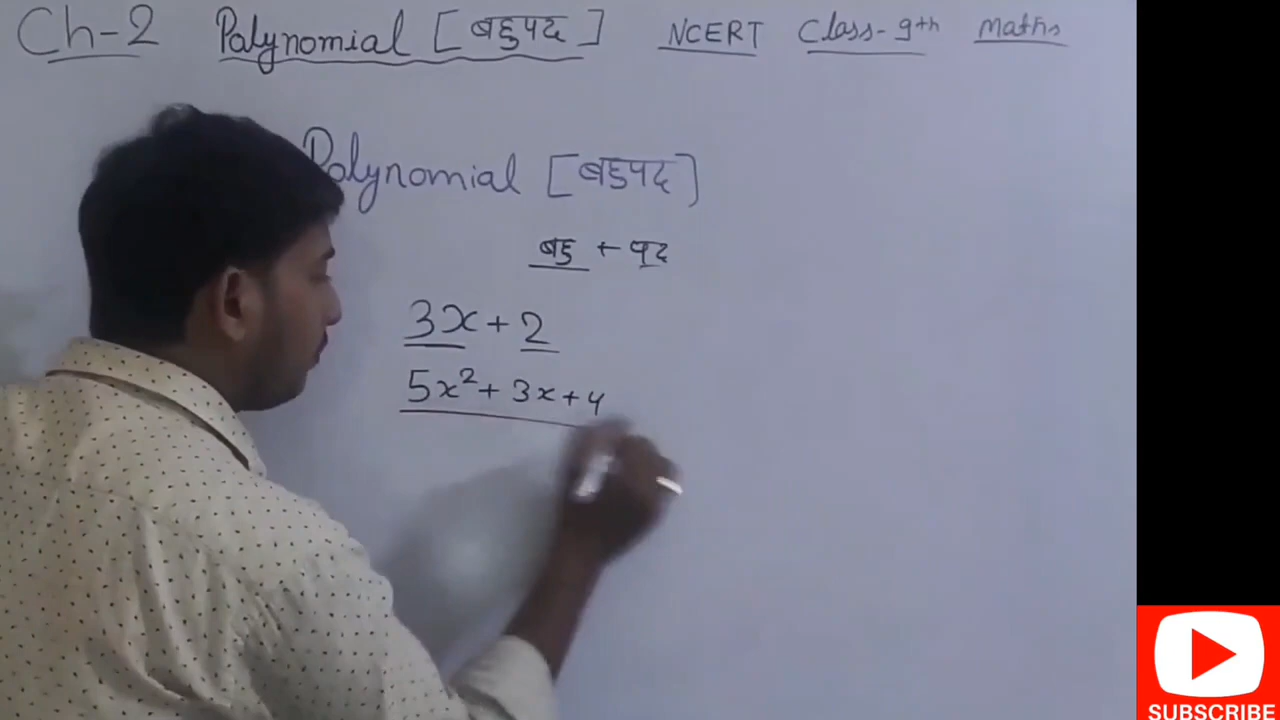 Ch-2 Polynomial [बहुपद] NCERT Class-9th Maths
Polynomial [बहुपद]
बहु + पद
3x + 2
5x² + 3x + 4
SUBSCRIBE